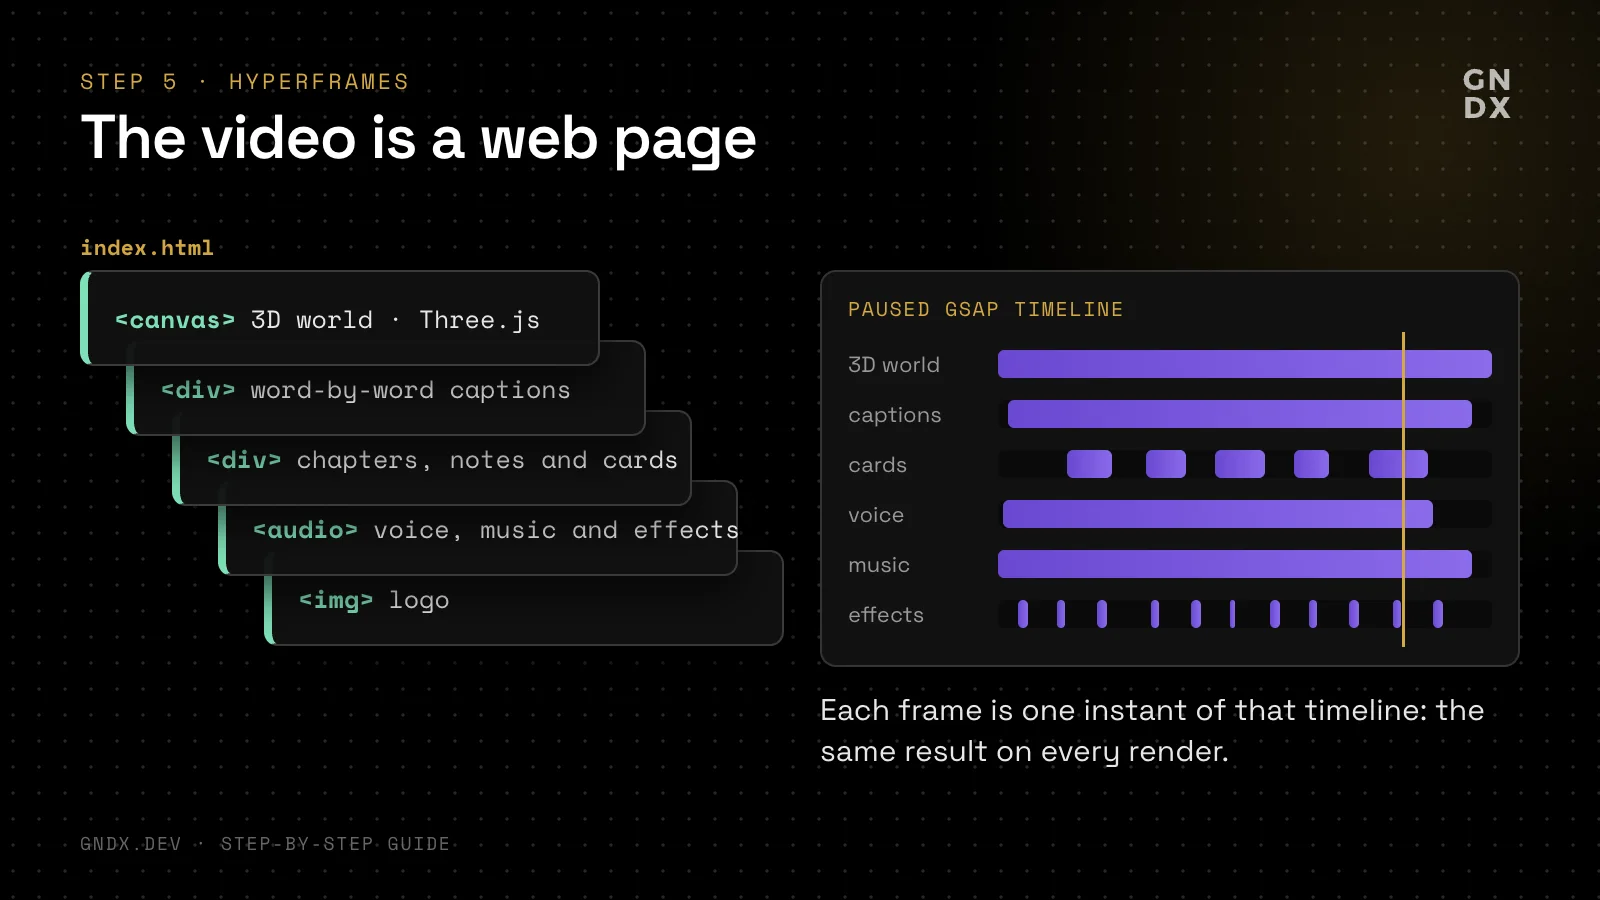 STEP 5 · HYPERFRAMES
GN
DX
The video is a web page
index.html
<canvas> 3D world · Three.js
<div> word-by-word captions
<div> chapters, notes and cards
<audio> voice, music and effects
<img> logo
PAUSED GSAP TIMELINE
3D world
captions
cards
voice
music
effects
Each frame is one instant of that timeline: the
same result on every render.
GNDX.DEV · STEP-BY-STEP GUIDE